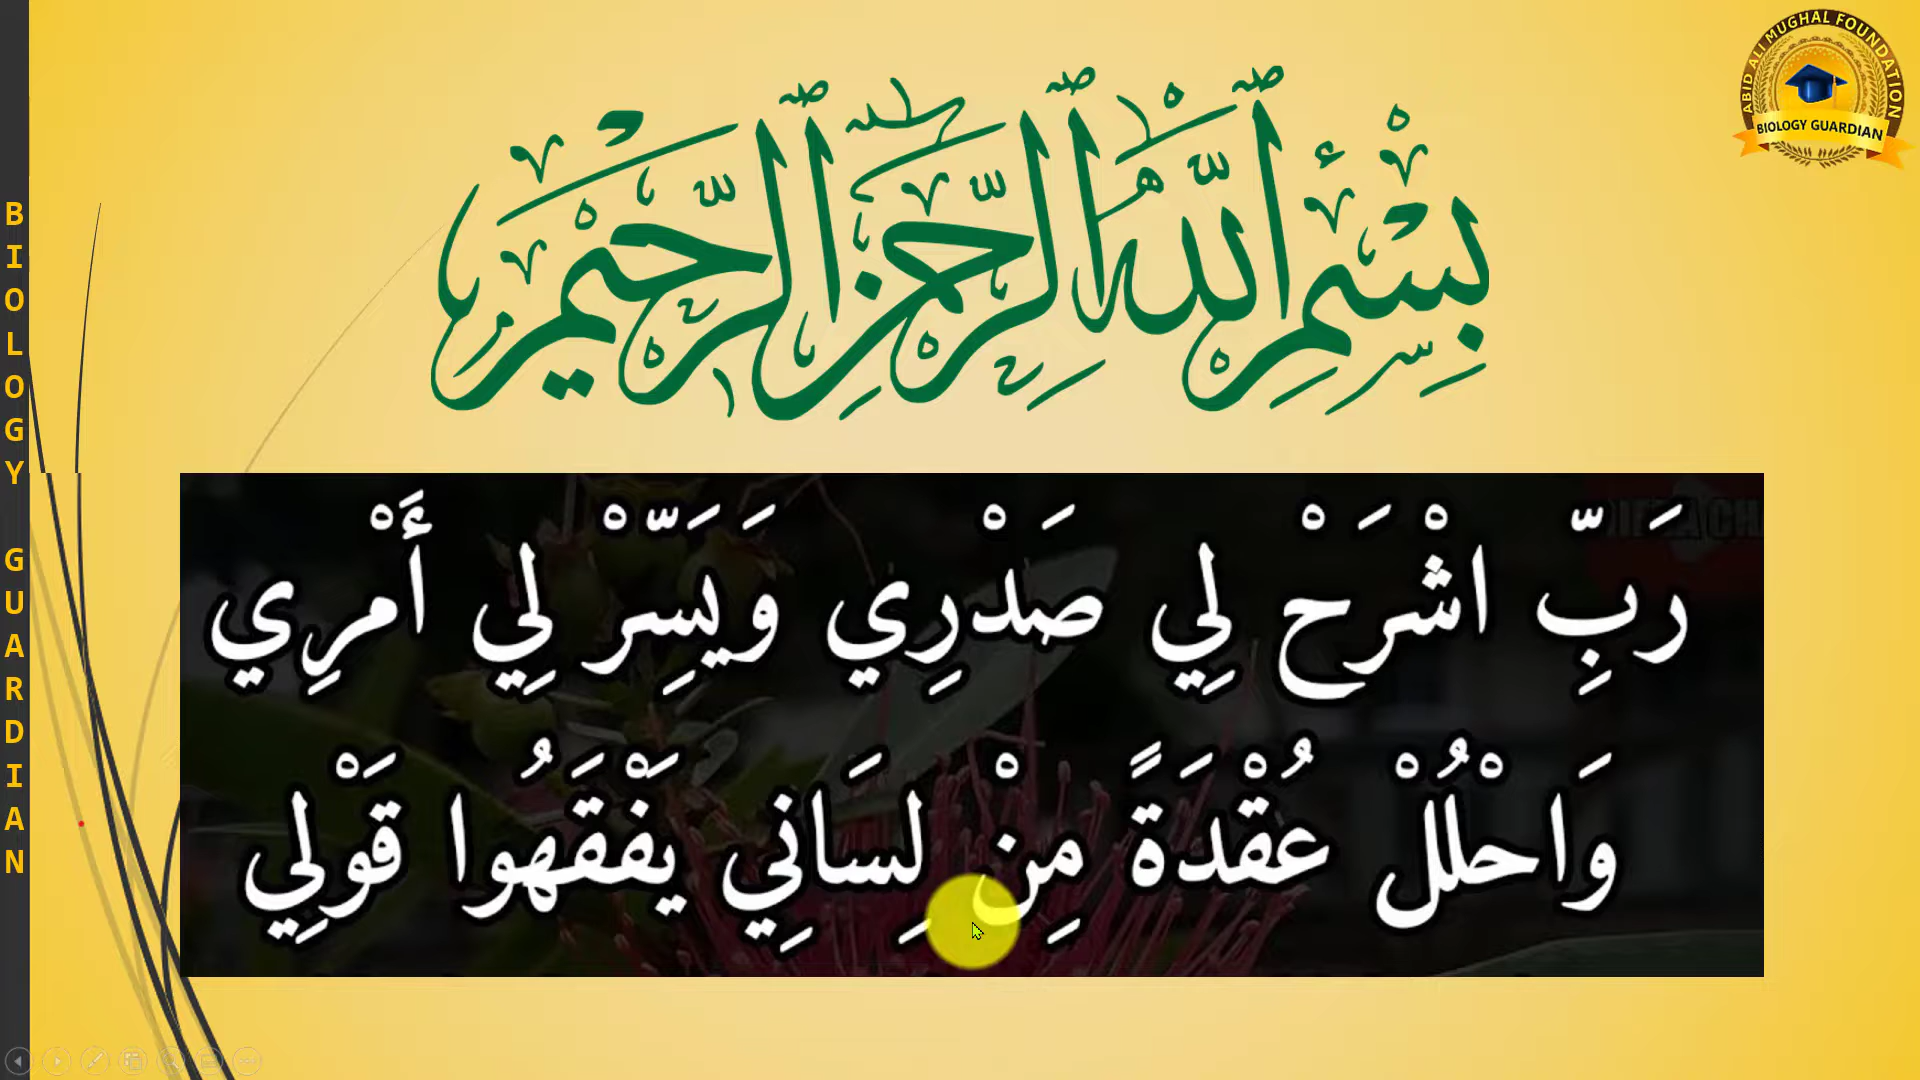 بِسْمِ ٱللَّهِ ٱلرَّحْمَٰنِ ٱلرَّحِيمِ
رَبِّ اشْرَحْ لِي صَدْرِي وَيَسِّرْ لِي أَمْرِي
وَاحْلُلْ عُقْدَةً مِنْ لِسَانِي يَفْقَهُوا قَوْلِي
ABID ALI MUGHAL FOUNDATION
BIOLOGY GUARDIAN
BIOLOGY GUARDIAN